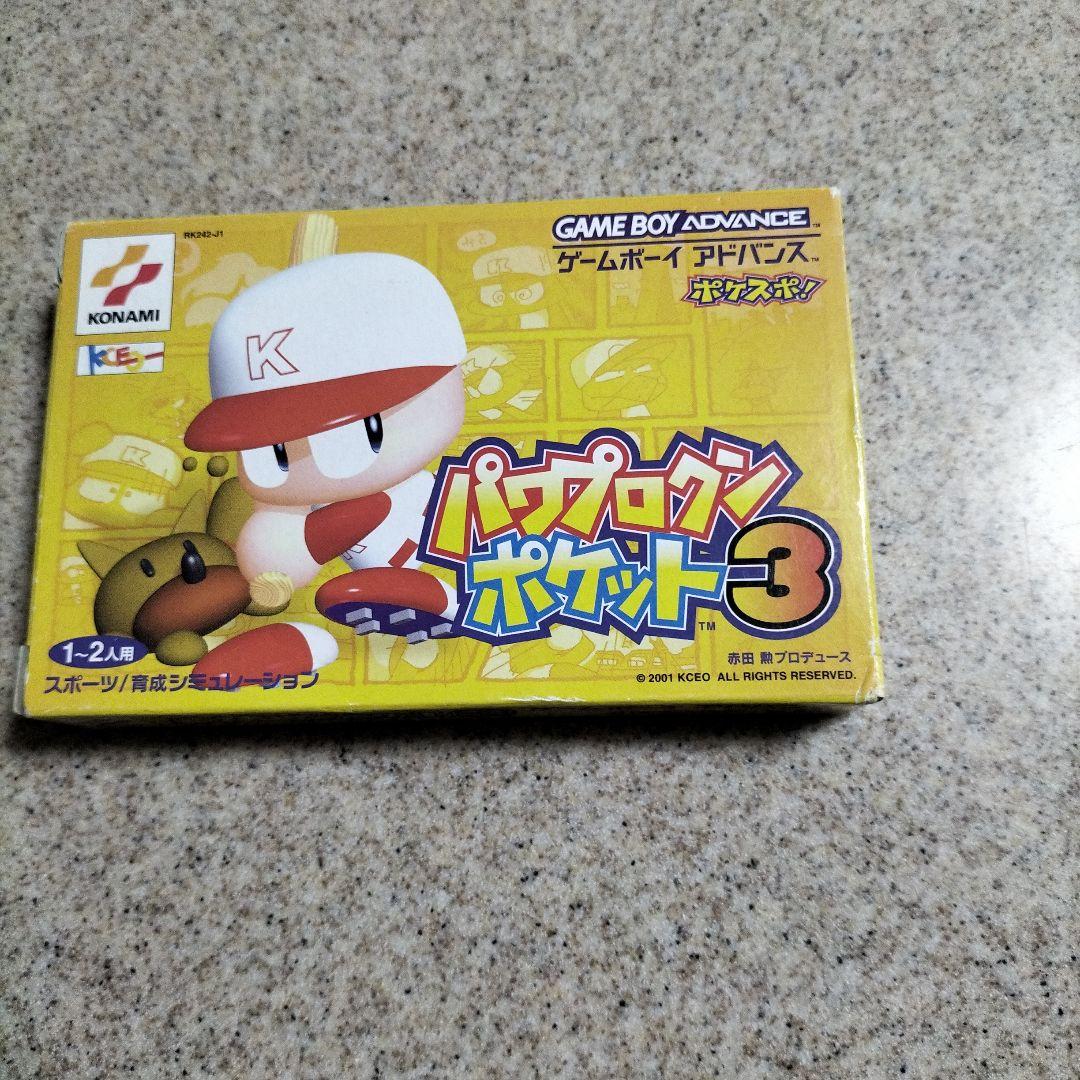 RK242-J1
KONAMI
KCEO
GAME BOY ADVANCE™
ゲームボーイ アドバンス™
ポケスポ!
K
K
パワプロクン
ポケット3
™
1~2人用
スポーツ/育成シミュレーション
赤田 勲プロデュース
© 2001 KCEO ALL RIGHTS RESERVED.